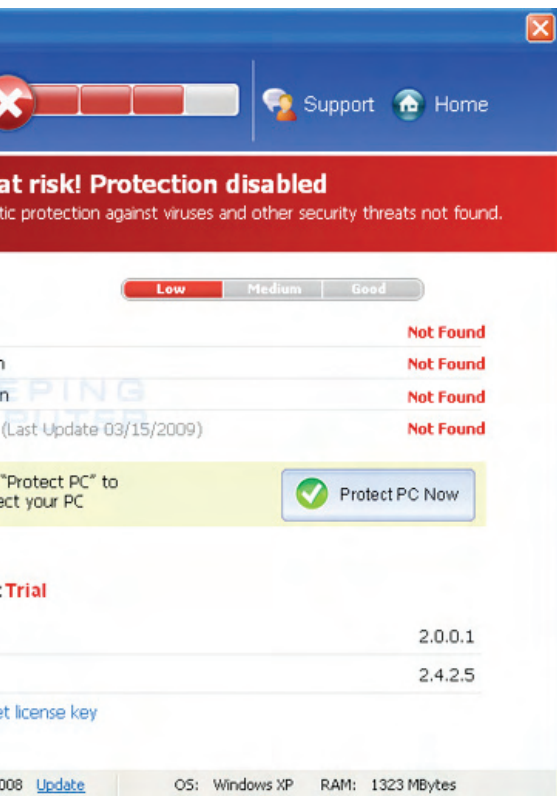 Support Home
at risk! Protection disabled
tic protection against viruses and other security threats not found.
Low Medium Good
Not Found
n Not Found
n Not Found
(Last Update 03/15/2009) Not Found
"Protect PC" to
ect your PC
Protect PC Now
: Trial
2.0.0.1
2.4.2.5
et license key
008 Update OS: Windows XP RAM: 1323 MBytes